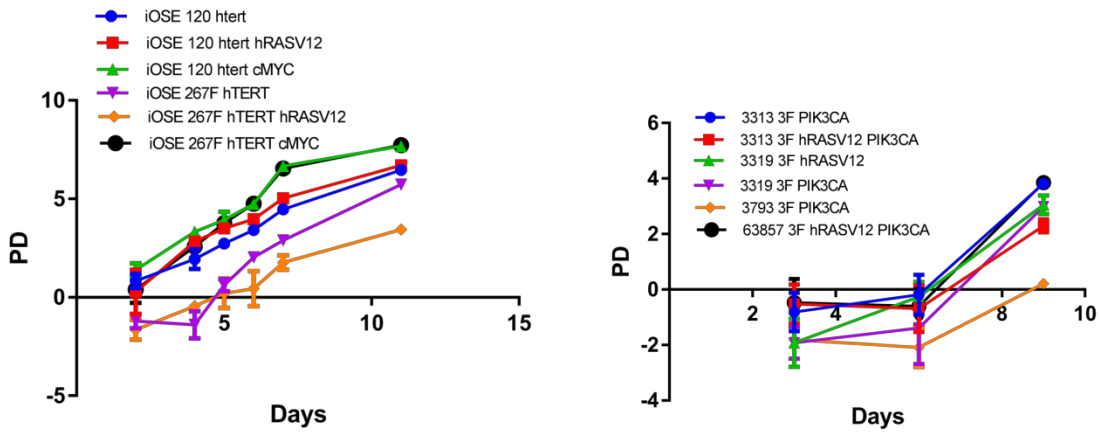 iOSE 120 htert
iOSE 120 htert hRASV12
iOSE 120 htert cMYC
iOSE 267F hTERT
iOSE 267F hTERT hRASV12
iOSE 267F hTERT cMYC
10
5
0
-5
5
10
15
PD
Days
3313 3F PIK3CA
3313 3F hRASV12 PIK3CA
3319 3F hRASV12
3319 3F PIK3CA
3793 3F PIK3CA
63857 3F hRASV12 PIK3CA
6
4
2
0
-2
-4
2
4
6
8
10
PD
Days